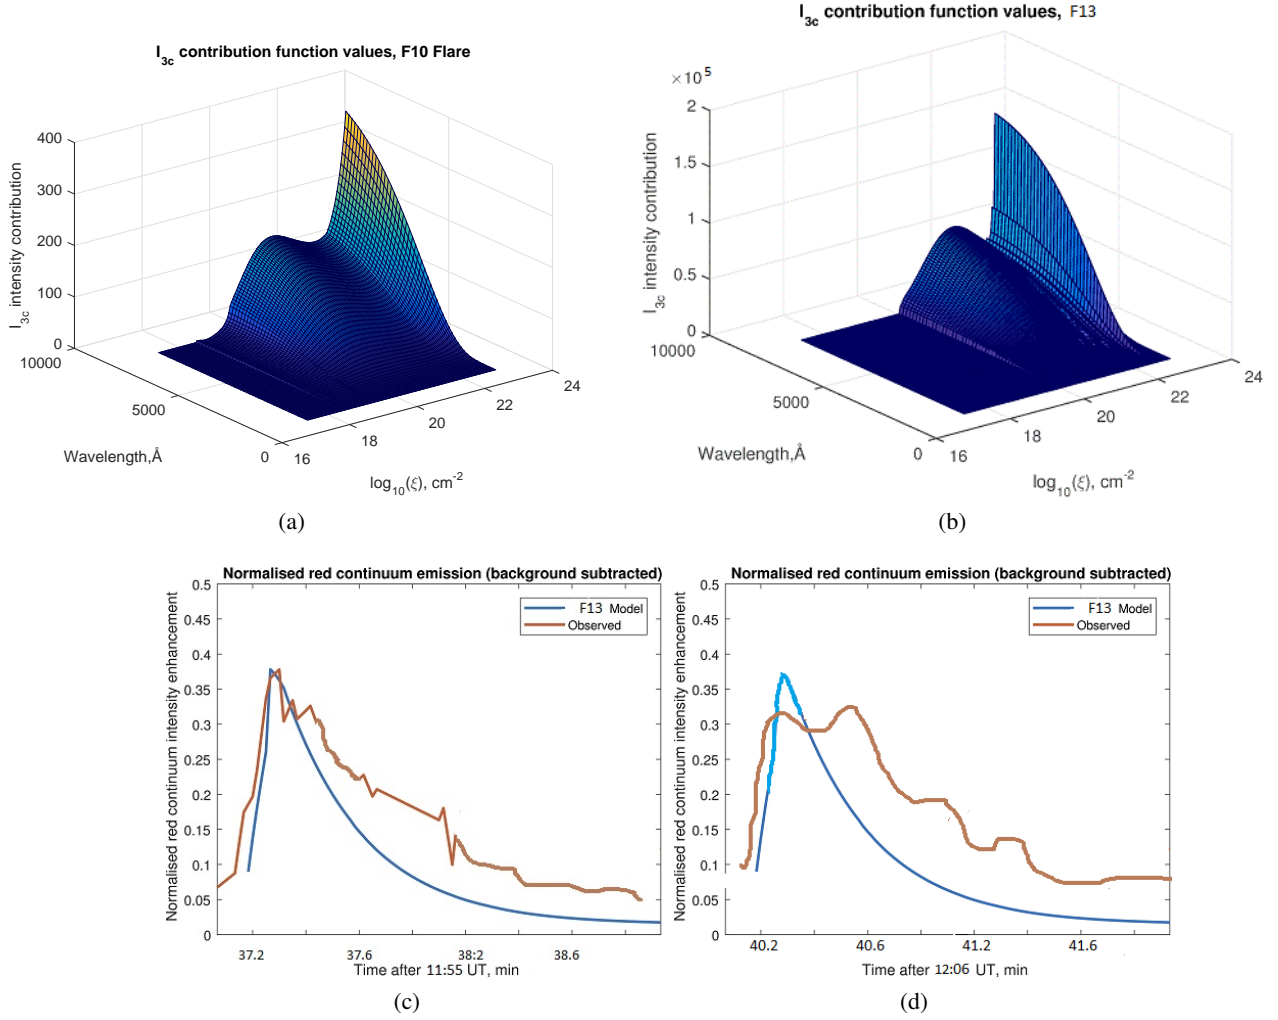 I3c contribution function values, F10 Flare
400
300
200
100
0
I3c intensity contribution
10000
5000
0
Wavelength,Å
16
18
20
22
24
log10(ξ), cm-2
(a)
I3c contribution function values, F13
×10^5
2
1.5
1
0.5
0
I3c intensity contribution
10000
5000
0
Wavelength,Å
16
18
20
22
24
log10(ξ), cm-2
(b)
Normalised red continuum emission (background subtracted)
F13 Model
Observed
0.5
0.45
0.4
0.35
0.3
0.25
0.2
0.15
0.1
0.05
0
Normalised red continuum intensity enhancement
37.2 37.6 38:2 38.6
Time after 11:55 UT, min
(c)
Normalised red continuum emission (background subtracted)
F13 Model
Observed
0.5
0.45
0.4
0.35
0.3
0.25
0.2
0.15
0.1
0.05
0
Normalised red continuum intensity enhancement
40.2 40.6 41.2 41.6
Time after 12:06 UT, min
(d)